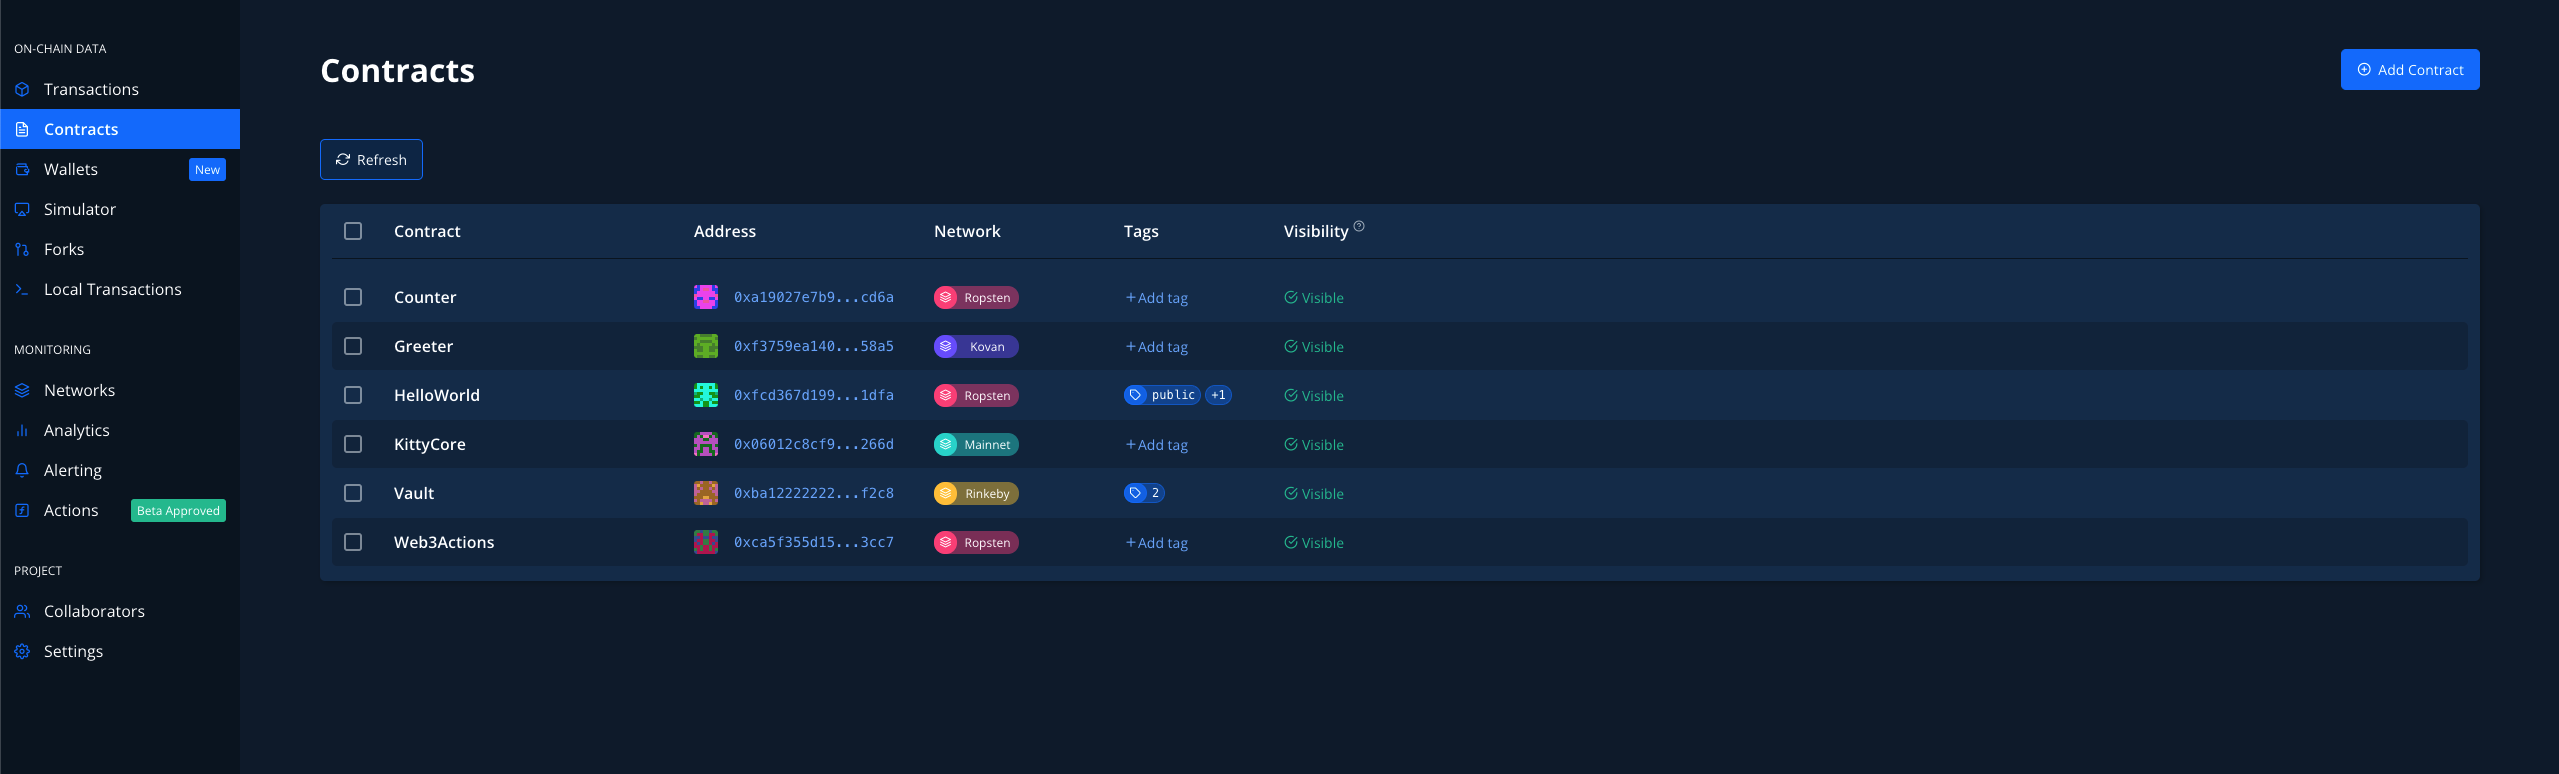 ON-CHAIN DATA
Transactions
Contracts
Wallets New
Simulator
Forks
Local Transactions
MONITORING
Networks
Analytics
Alerting
Actions Beta Approved
PROJECT
Collaborators
Settings
Contracts
Add Contract
Refresh
Contract Address Network Tags Visibility ?
Counter 0xa19027e7b9...cd6a Ropsten +Add tag Visible
Greeter 0xf3759ea140...58a5 Kovan +Add tag Visible
HelloWorld 0xfcd367d199...1dfa Ropsten public +1 Visible
KittyCore 0x06012c8cf9...266d Mainnet +Add tag Visible
Vault 0xba12222222...f2c8 Rinkeby 2 Visible
Web3Actions 0xca5f355d15...3cc7 Ropsten +Add tag Visible